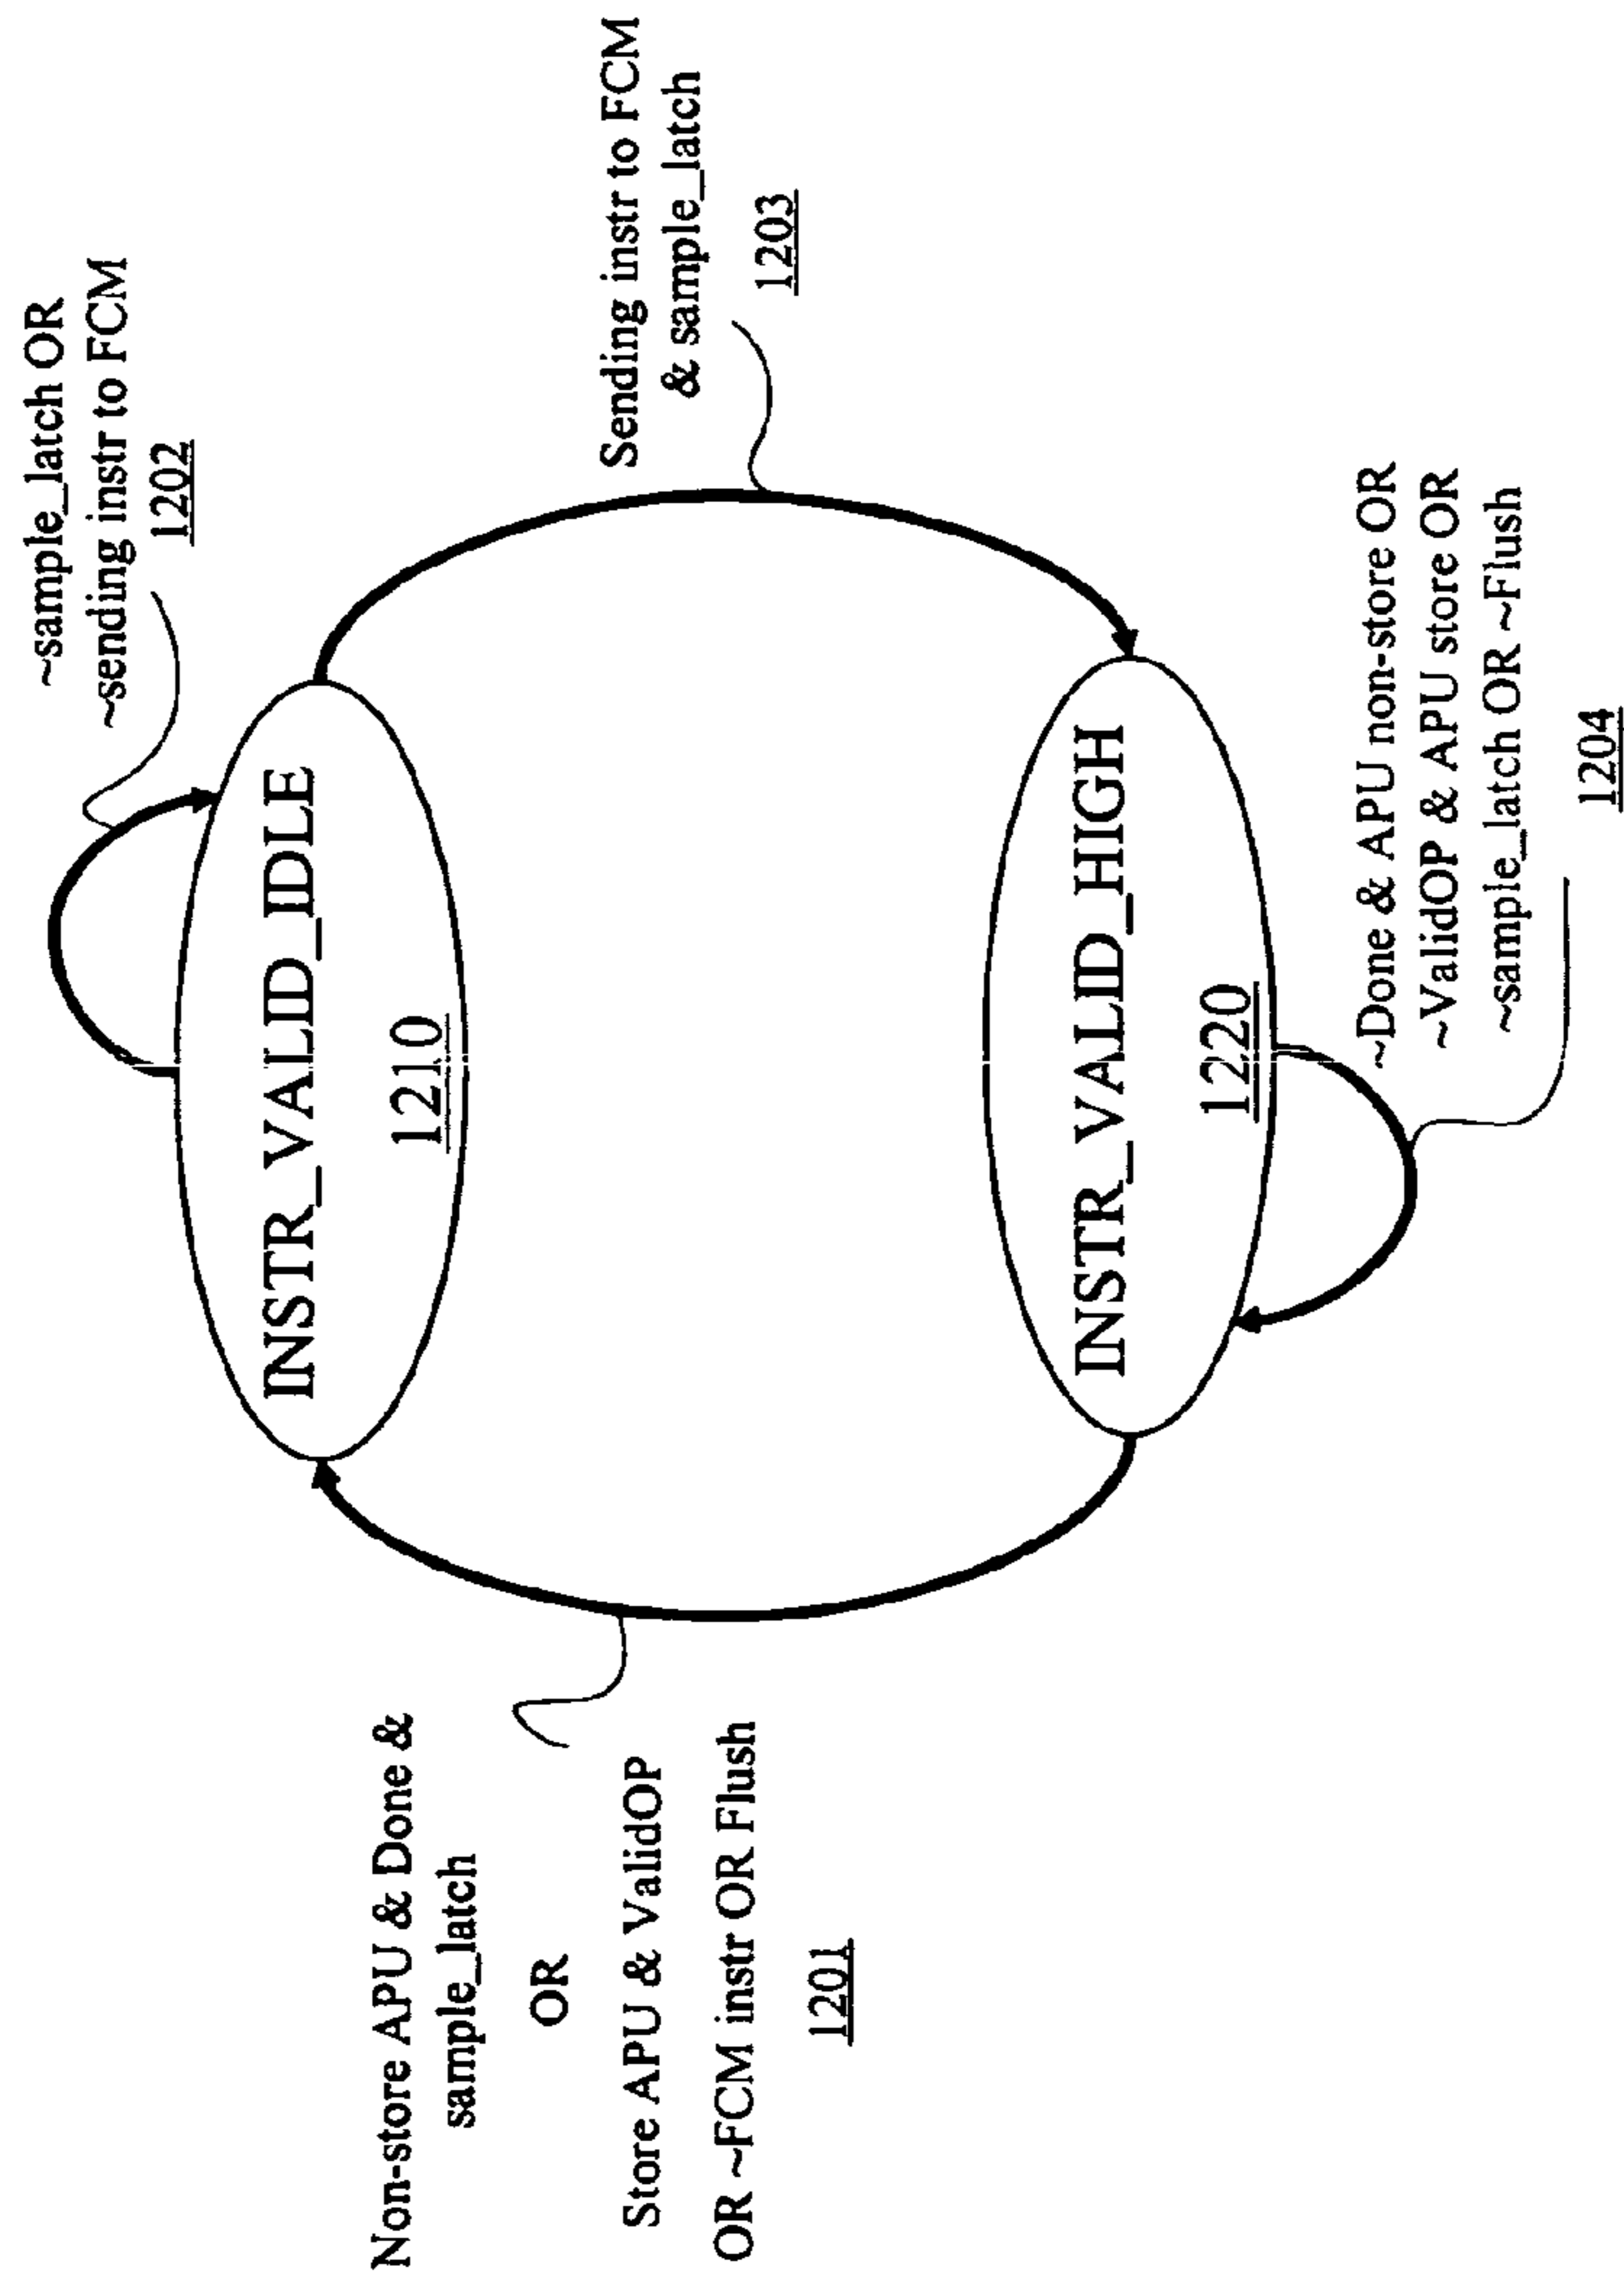 ~sample_latch OR
~sending instr to FCM
1202
INSTR_VALID_IDLE
1210
Non-store APU & Done &
sample_latch
OR
Store APU & ValidOP
OR ~FCM instr OR Flush
1201
Sending instr to FCM
& sample_latch
1203
INSTR_VALID_HIGH
1220
~Done & APU non-store OR
~ValidOP & APU store OR
~sample_latch OR ~Flush
1204